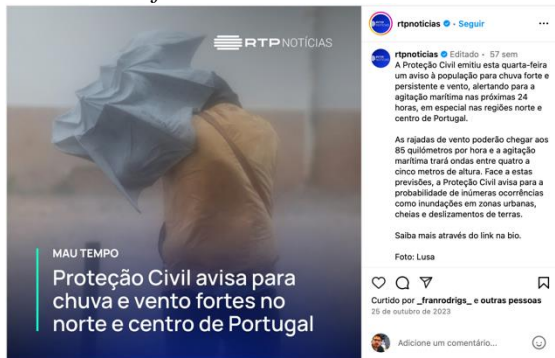 RTP NOTÍCIAS
MAU TEMPO
Proteção Civil avisa para
chuva e vento fortes no
norte e centro de Portugal
rtpnoticias • Seguir
rtpnoticias Editado • 57 sem
A Proteção Civil emitiu esta quarta-feira
um aviso à população para chuva forte e
persistente e vento, alertando para a
agitação marítima nas próximas 24
horas, em especial nas regiões norte e
centro de Portugal.
As rajadas de vento poderão chegar aos
85 quilómetros por hora e a agitação
marítima trará ondas entre quatro a
cinco metros de altura. Face a estas
previsões, a Proteção Civil avisa para a
probabilidade de inúmeras ocorrências
como inundações em zonas urbanas,
cheias e deslizamentos de terras.
Saiba mais através do link na bio.
Foto: Lusa
Curtido por _franrodrigs_ e outras pessoas
25 de outubro de 2023
Adicione um comentário...